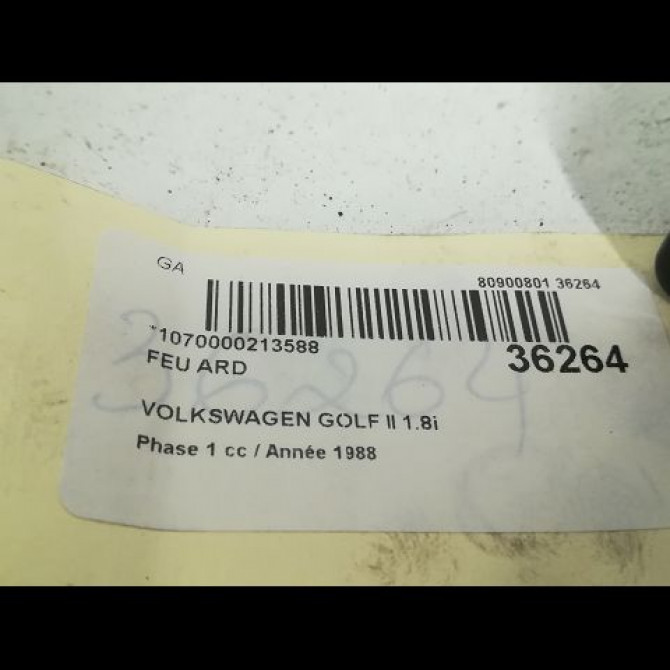 GA
80900801 36264
*1070000213588
36264
FEU ARD
36264
VOLKSWAGEN GOLF II 1.8i
Phase 1 cc / Année 1988